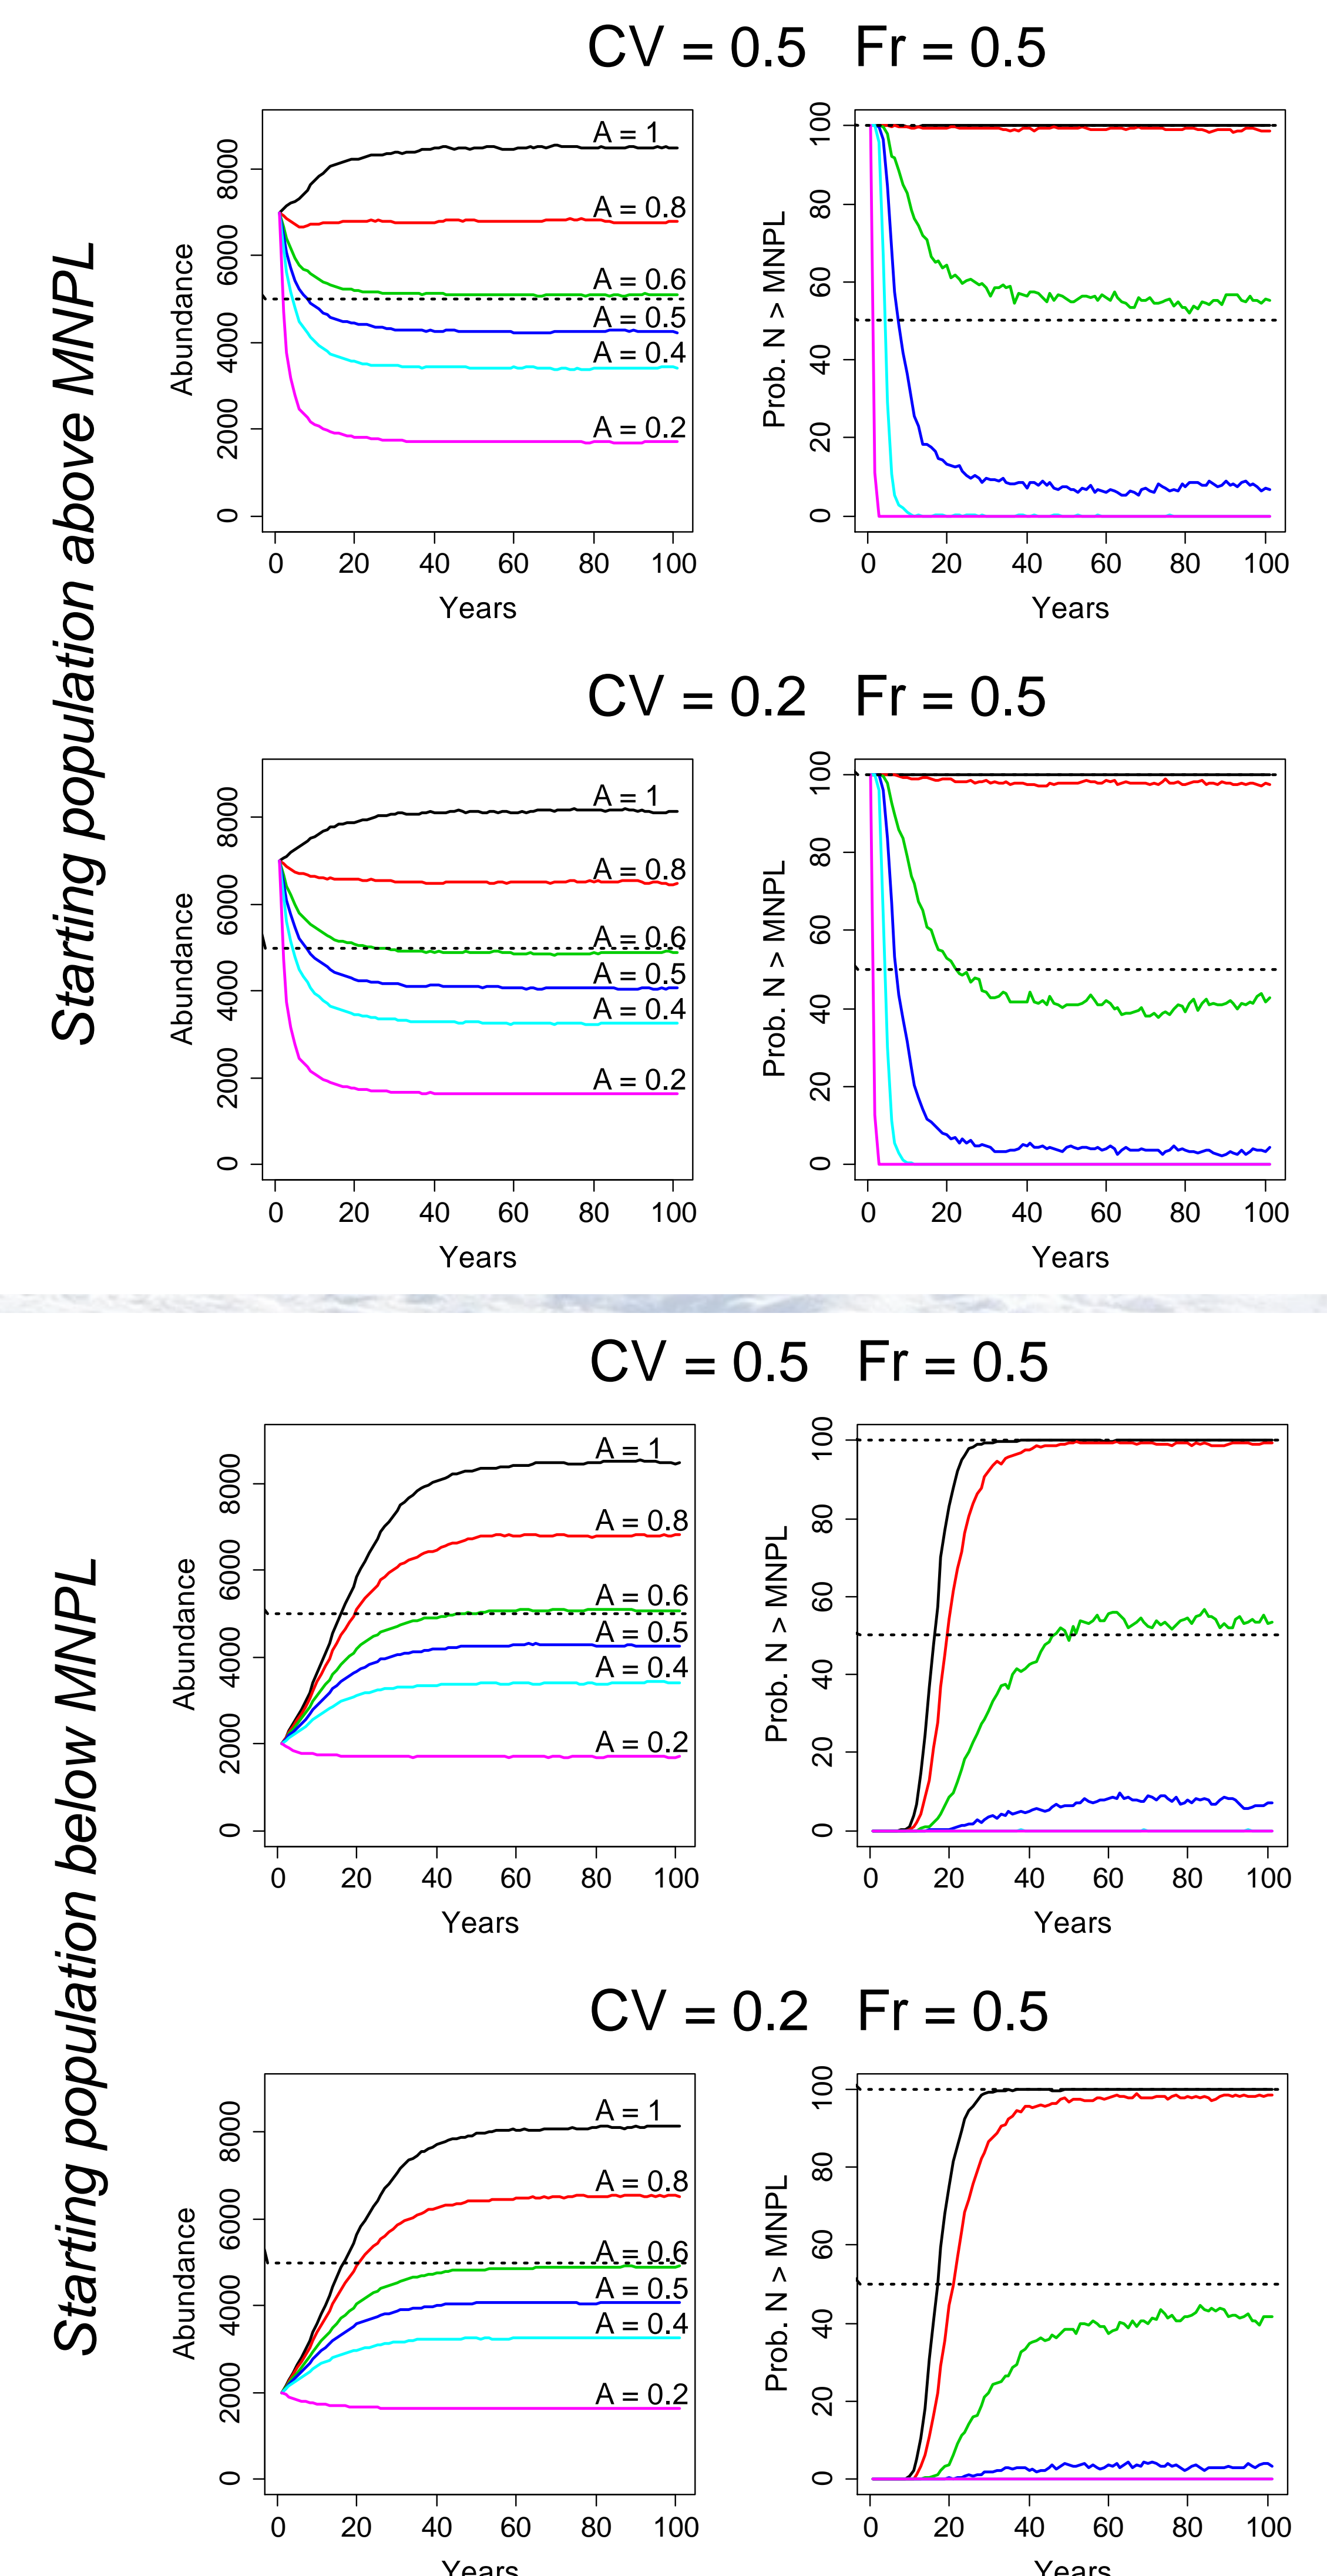 Starting population above MNPL
CV = 0.5 Fr = 0.5
Abundance
0 2000 4000 6000 8000
A = 1
A = 0.8
A = 0.6
A = 0.5
A = 0.4
A = 0.2
0 20 40 60 80 100
Years
Prob. N > MNPL
0 20 40 60 80 100
0 20 40 60 80 100
Years
CV = 0.2 Fr = 0.5
Abundance
0 2000 4000 6000 8000
A = 1
A = 0.8
A = 0.6
A = 0.5
A = 0.4
A = 0.2
0 20 40 60 80 100
Years
Prob. N > MNPL
0 20 40 60 80 100
0 20 40 60 80 100
Years
Starting population below MNPL
CV = 0.5 Fr = 0.5
Abundance
0 2000 4000 6000 8000
A = 1
A = 0.8
A = 0.6
A = 0.5
A = 0.4
A = 0.2
0 20 40 60 80 100
Years
Prob. N > MNPL
0 20 40 60 80 100
0 20 40 60 80 100
Years
CV = 0.2 Fr = 0.5
Abundance
0 2000 4000 6000 8000
A = 1
A = 0.8
A = 0.6
A = 0.5
A = 0.4
A = 0.2
0 20 40 60 80 100
Years
Prob. N > MNPL
0 20 40 60 80 100
0 20 40 60 80 100
Years